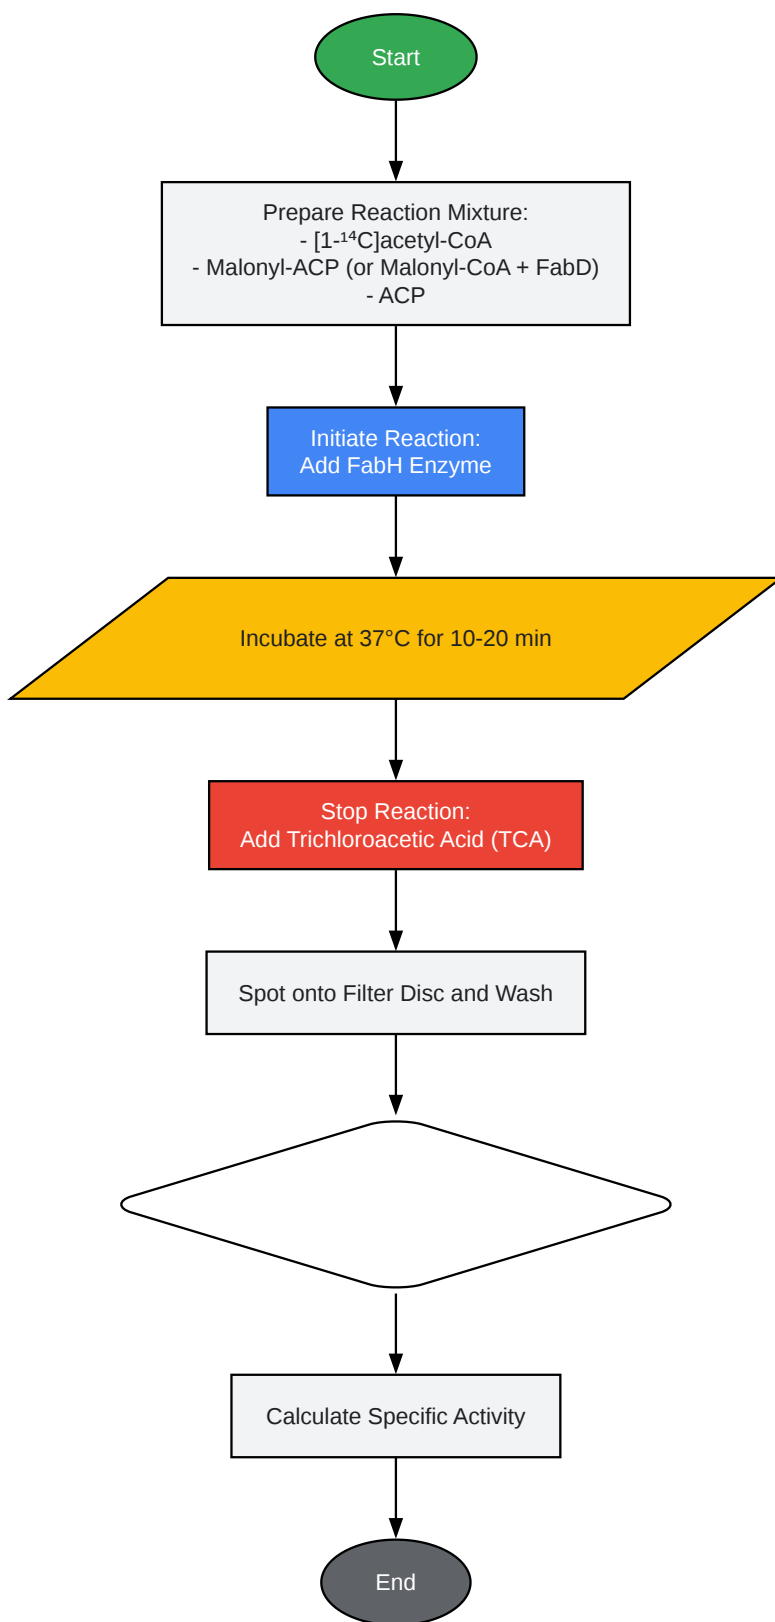 Start
Prepare Reaction Mixture:
- [1-¹⁴C]acetyl-CoA
- Malonyl-ACP (or Malonyl-CoA + FabD)
- ACP
Initiate Reaction:
Add FabH Enzyme
Incubate at 37°C for 10-20 min
Stop Reaction:
Add Trichloroacetic Acid (TCA)
Spot onto Filter Disc and Wash
Calculate Specific Activity
End